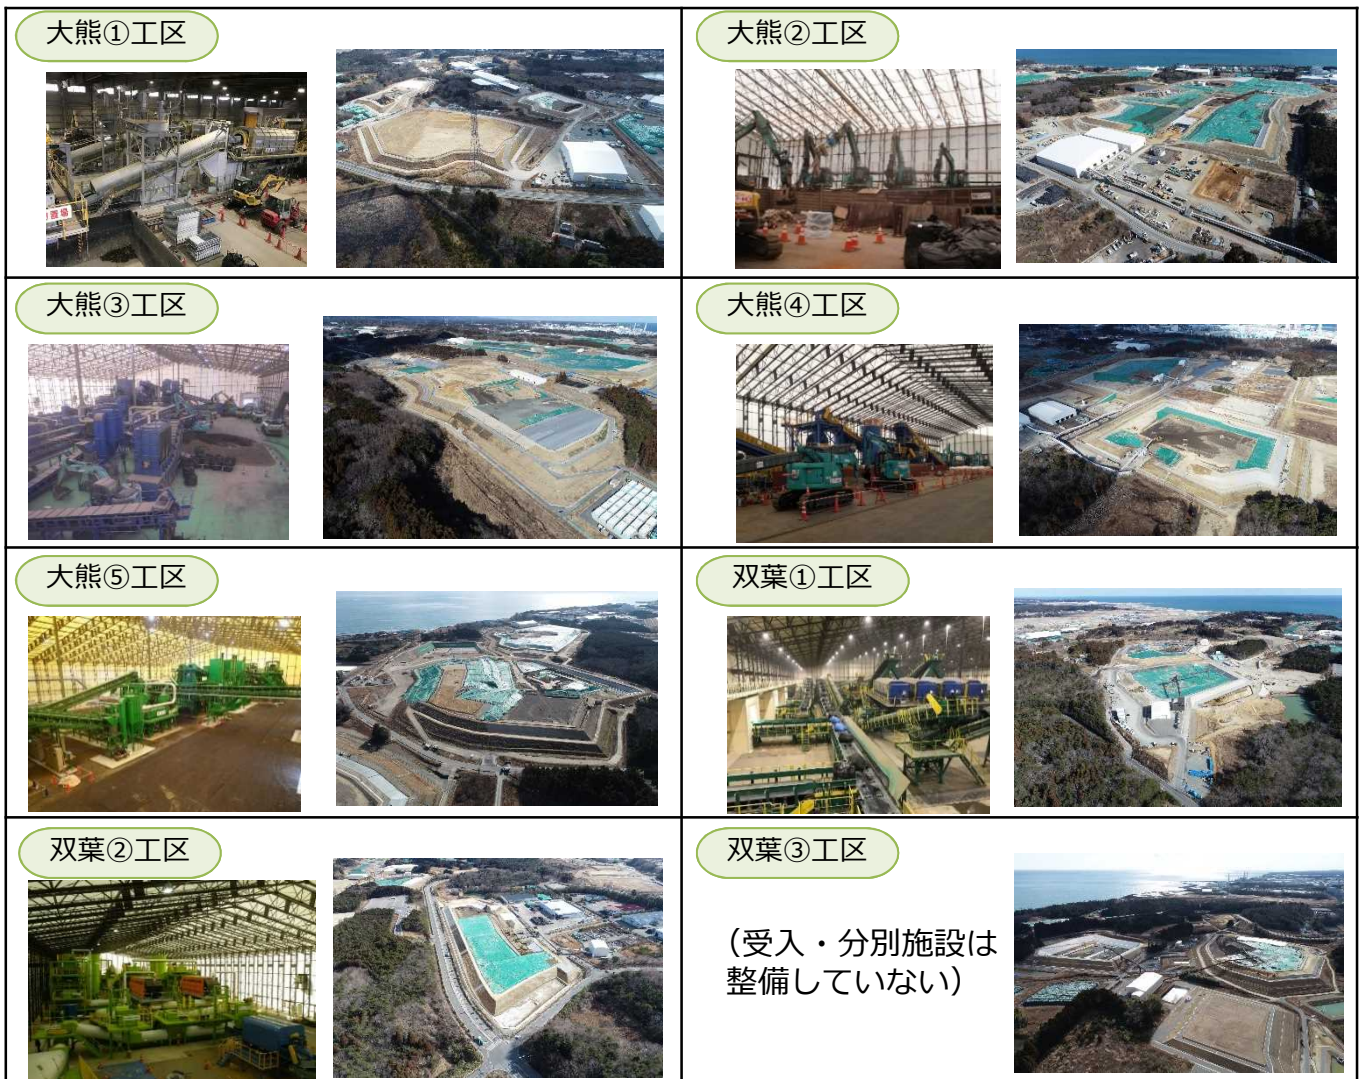 大熊①工区
大熊②工区
大熊③工区
大熊④工区
大熊⑤工区
双葉①工区
双葉②工区
双葉③工区
（受入・分別施設は
整備していない）